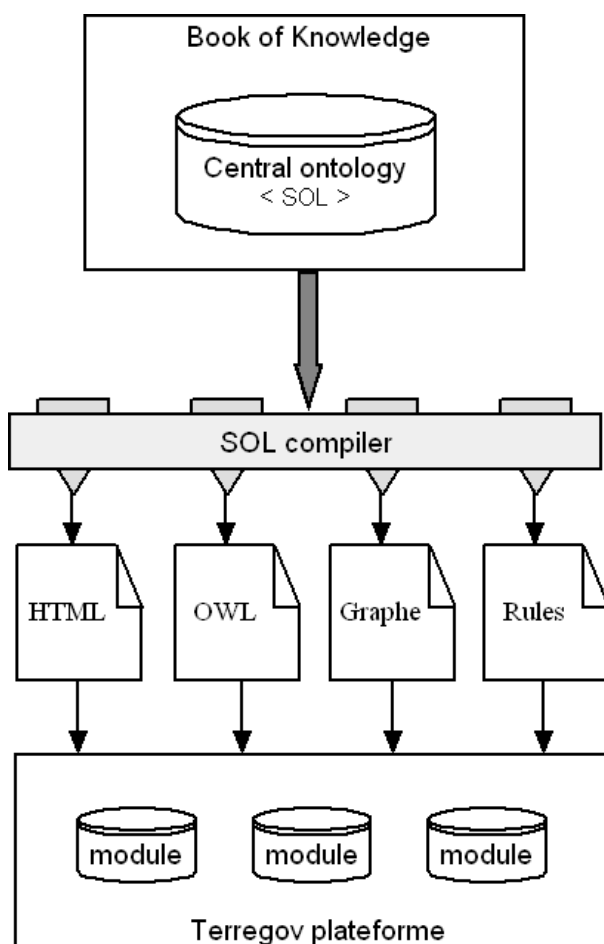 Book of Knowledge
Central ontology
< SOL >
SOL compiler
HTML
OWL
Graphe
Rules
module
module
module
Terregov plateforme